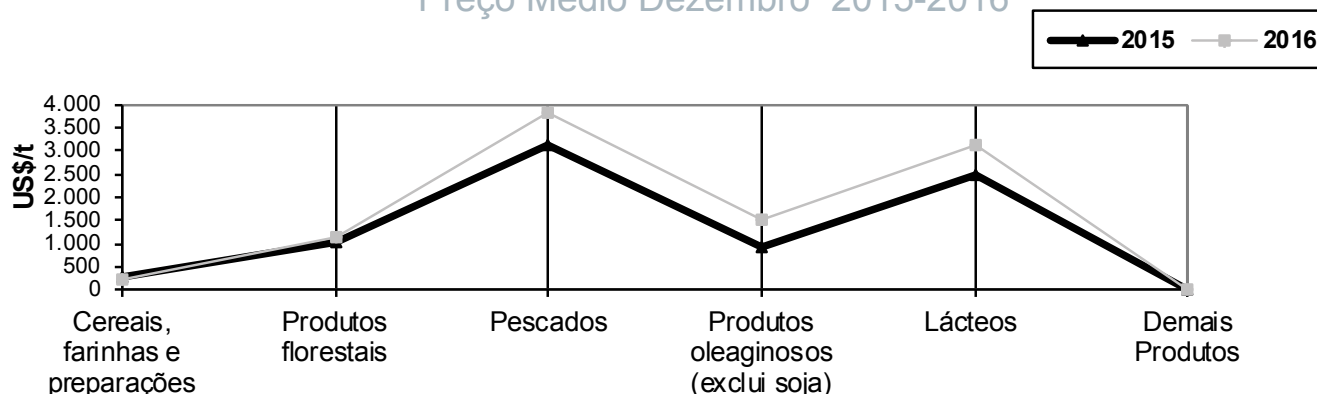 Preço Médio Dezembro 2015-2016
2015 2016
US$/t
4.000
3.500
3.000
2.500
2.000
1.500
1.000
500
0
Cereais,
farinhas e
preparações
Produtos
florestais
Pescados
Produtos
oleaginosos
(exclui soja)
Lácteos
Demais
Produtos